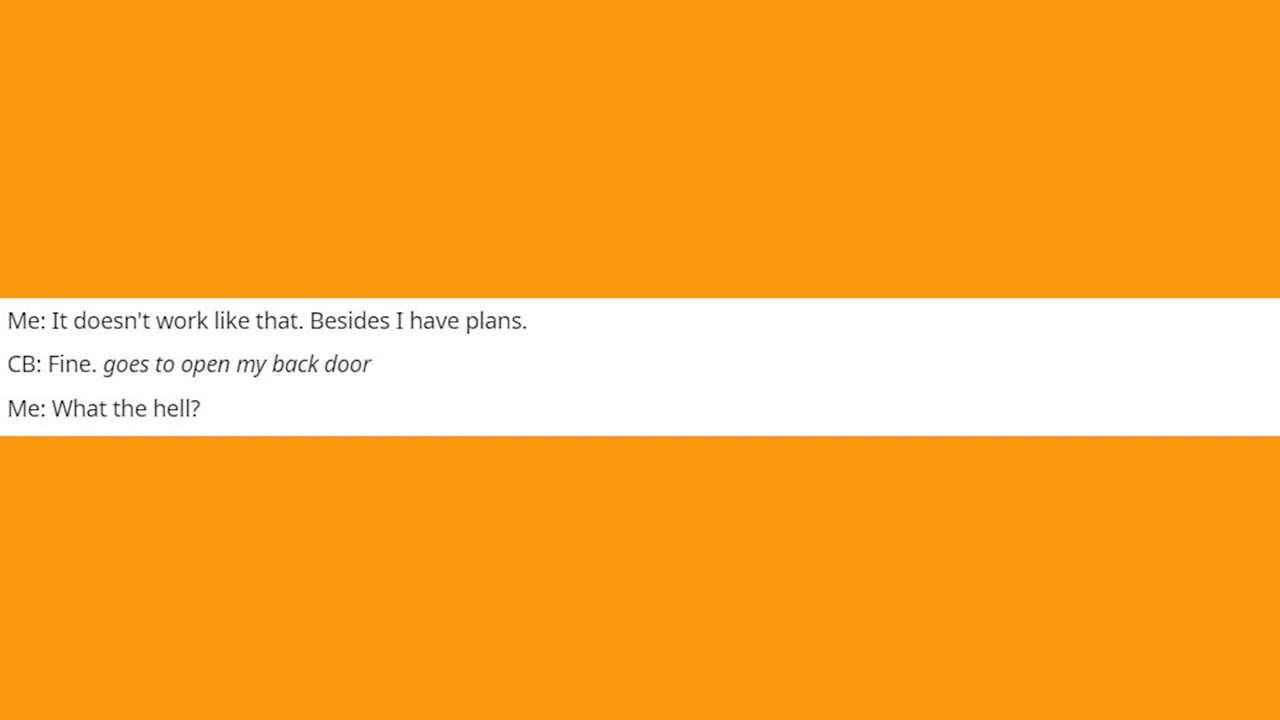 Me: It doesn't work like that. Besides I have plans.
CB: Fine. goes to open my back door
Me: What the hell?